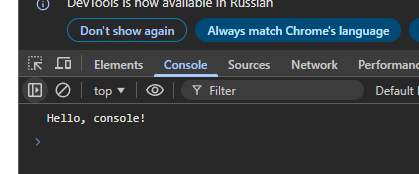 DevTools is now available in Russian
Don't show again
Always match Chrome's language
Elements
Console
Sources
Network
Performanc
top
Filter
Default
Hello, console!